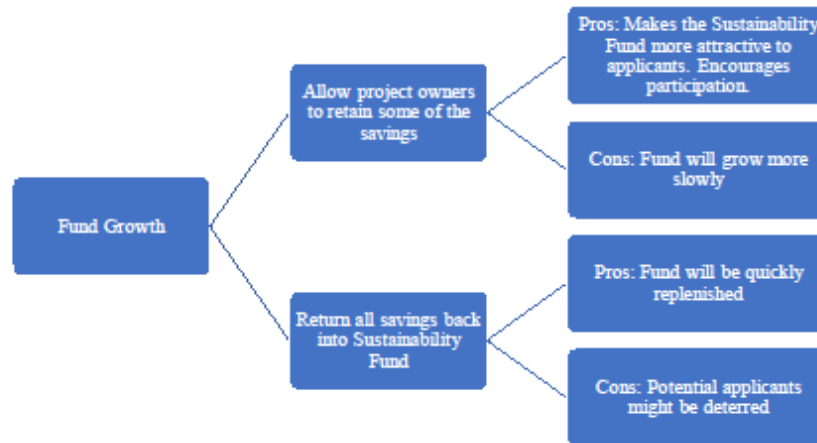 Fund Growth
Allow project owners
to retain some of the
savings
Pros: Makes the Sustainability
Fund more attractive to
applicants. Encourages
participation.
Cons: Fund will grow more
slowly
Return all savings back
into Sustainability
Fund
Pros: Fund will be quickly
replenished
Cons: Potential applicants
might be deterred